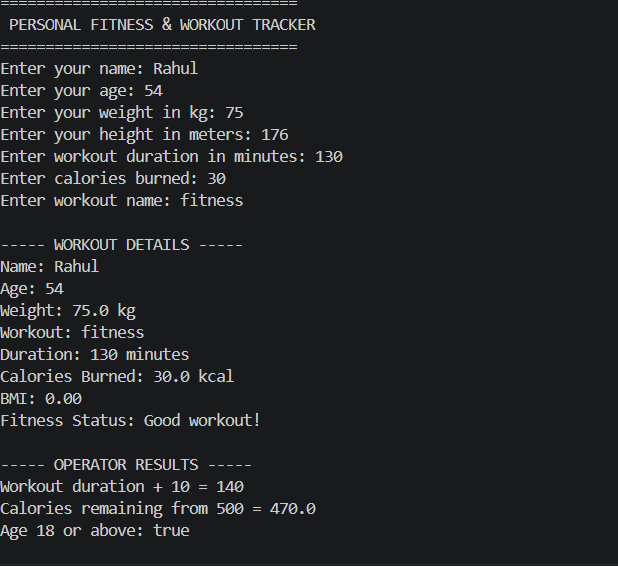 =================================
PERSONAL FITNESS & WORKOUT TRACKER
=================================
Enter your name: Rahul
Enter your age: 54
Enter your weight in kg: 75
Enter your height in meters: 176
Enter workout duration in minutes: 130
Enter calories burned: 30
Enter workout name: fitness

----- WORKOUT DETAILS -----
Name: Rahul
Age: 54
Weight: 75.0 kg
Workout: fitness
Duration: 130 minutes
Calories Burned: 30.0 kcal
BMI: 0.00
Fitness Status: Good workout!

----- OPERATOR RESULTS -----
Workout duration + 10 = 140
Calories remaining from 500 = 470.0
Age 18 or above: true